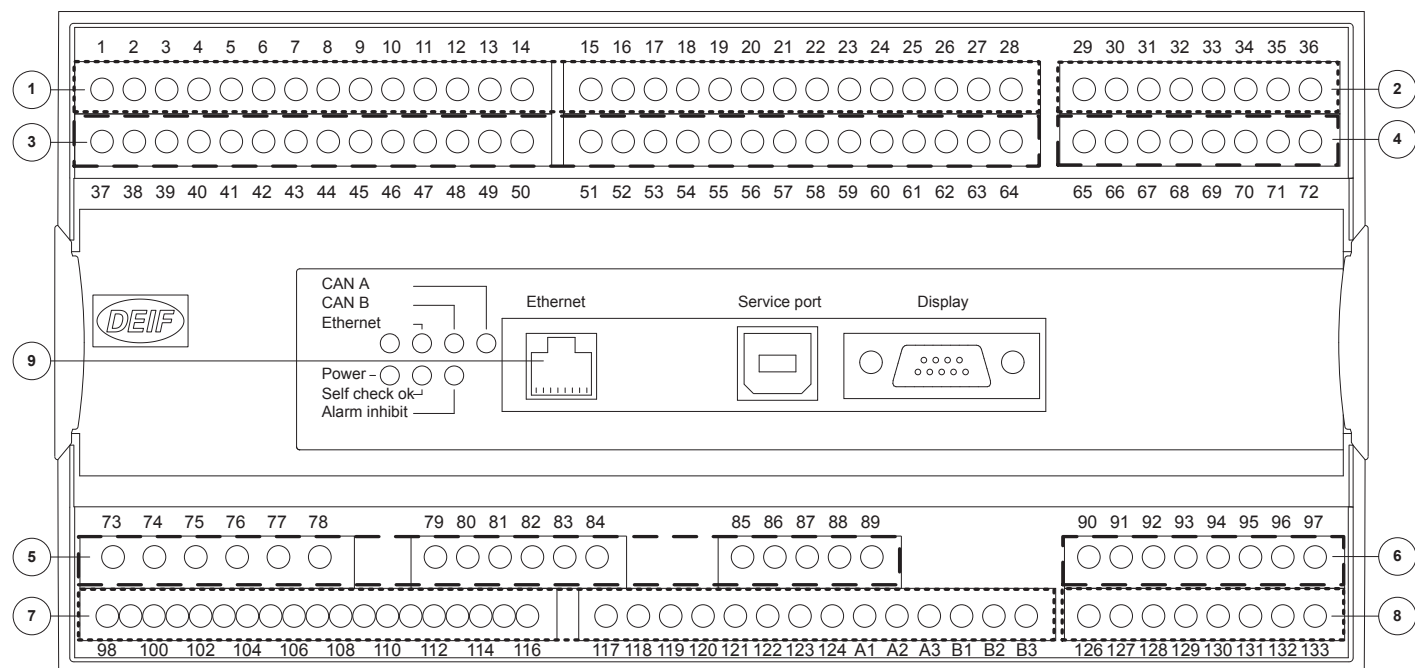 1 2 3 4 5 6 7 8 9 10 11 12 13 14 15 16 17 18 19 20 21 22 23 24 25 26 27 28 29 30 31 32 33 34 35 36
1 2
3 4
37 38 39 40 41 42 43 44 45 46 47 48 49 50 51 52 53 54 55 56 57 58 59 60 61 62 63 64 65 66 67 68 69 70 71 72
CAN A
CAN B
Ethernet
Ethernet Service port Display
DEIF
9
Power
Self check ok
Alarm inhibit
73 74 75 76 77 78 79 80 81 82 83 84 85 86 87 88 89 90 91 92 93 94 95 96 97
5 6
7 8
98 100 102 104 106 108 110 112 114 116 117 118 119 120 121 122 123 124 A1 A2 A3 B1 B2 B3 126 127 128 129 130 131 132 133